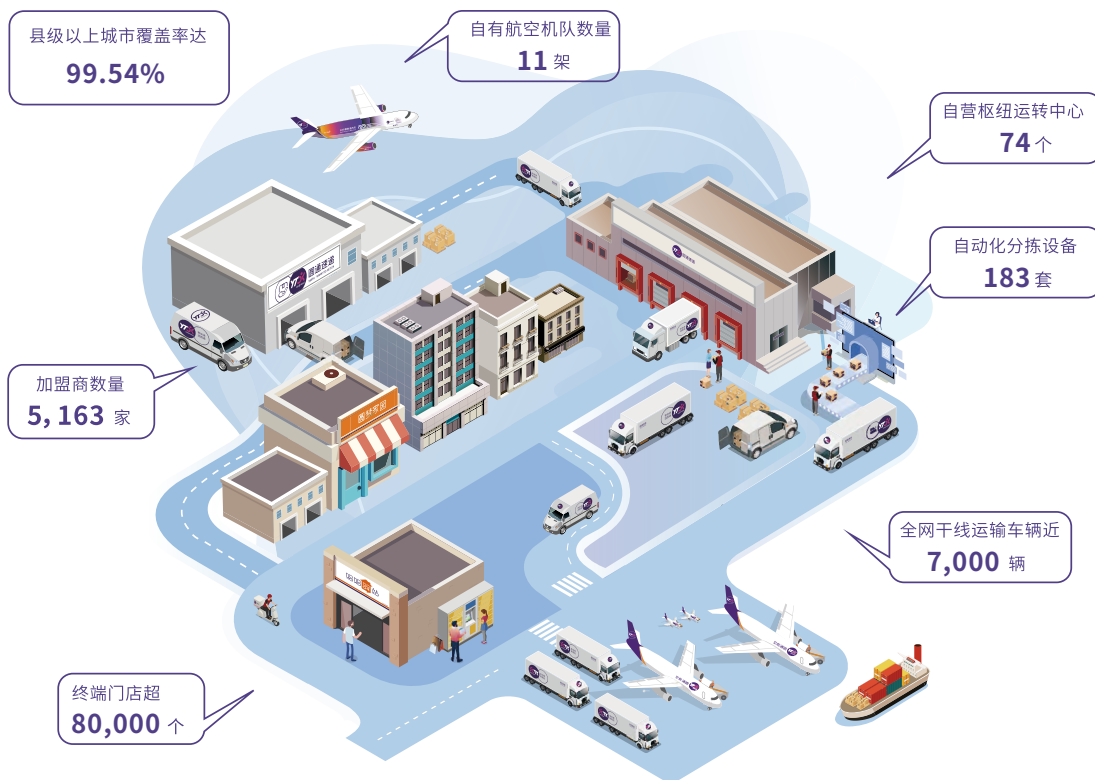 县级以上城市覆盖率达
99.54%
自有航空机队数量
11 架
自营枢纽运转中心
74 个
自动化分拣设备
183 套
圆通速递
加盟商数量
5,163 家
全网干线运输车辆近
7,000 辆
终端门店超
80,000 个